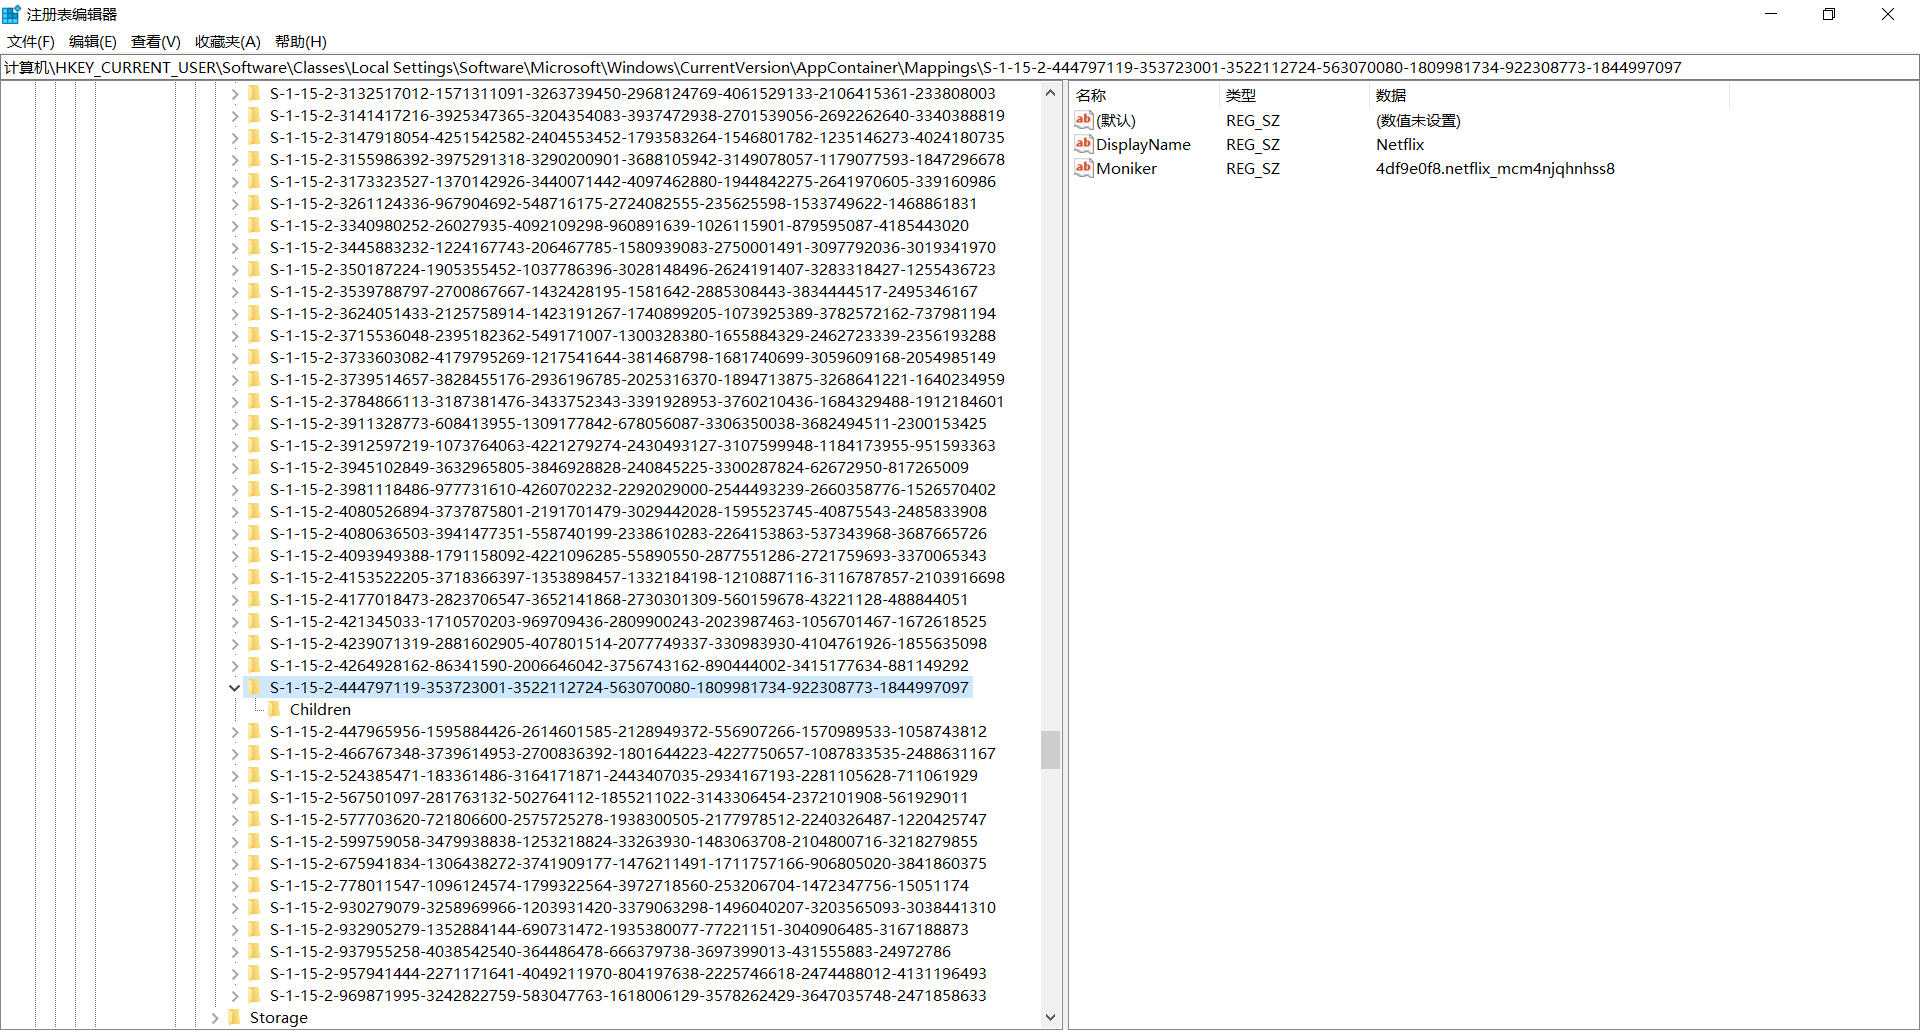 注册表编辑器
文件(F) 编辑(E) 查看(V) 收藏夹(A) 帮助(H)
计算机\HKEY_CURRENT_USER\Software\Classes\Local Settings\Software\Microsoft\Windows\CurrentVersion\AppContainer\Mappings\S-1-15-2-444797119-353723001-3522112724-563070080-1809981734-922308773-1844997097
S-1-15-2-3132517012-1571311091-3263739450-2968124769-4061529133-2106415361-233808003
S-1-15-2-3141417216-3925347365-3204354083-3937472938-2701539056-2692262640-3340388819
S-1-15-2-3147918054-4251542582-2404553452-1793583264-1546801782-1235146273-4024180735
S-1-15-2-3155986392-3975291318-3290200901-3688105942-3149078057-1179077593-1847296678
S-1-15-2-3173323527-1370142926-3440071442-4097462880-1944842275-2641970605-339160986
S-1-15-2-3261124336-967904692-548716175-2724082555-235625598-1533749622-1468861831
S-1-15-2-3340980252-26027935-4092109298-960891639-1026115901-879595087-4185443020
S-1-15-2-3445883232-1224167743-206467785-1580939083-2750001491-3097792036-3019341970
S-1-15-2-350187224-1905355452-1037786396-3028148496-2624191407-3283318427-1255436723
S-1-15-2-3539788797-2700867667-1432428195-1581642-2885308443-3834444517-2495346167
S-1-15-2-3624051433-2125758914-1423191267-1740899205-1073925389-3782572162-737981194
S-1-15-2-3715536048-2395182362-549171007-1300328380-1655884329-2462723339-2356193288
S-1-15-2-3733603082-4179795269-1217541644-381468798-1681740699-3059609168-2054985149
S-1-15-2-3739514657-3828455176-2936196785-2025316370-1894713875-3268641221-1640234959
S-1-15-2-3784866113-3187381476-3433752343-3391928953-3760210436-1684329488-1912184601
S-1-15-2-3911328773-608413955-1309177842-678056087-3306350038-3682494511-2300153425
S-1-15-2-3912597219-1073764063-4221279274-2430493127-3107599948-1184173955-951593363
S-1-15-2-3945102849-3632965805-3846928828-240845225-3300287824-62672950-817265009
S-1-15-2-3981118486-977731610-4260702232-2292029000-2544493239-2660358776-1526570402
S-1-15-2-4080526894-3737875801-2191701479-3029442028-1595523745-40875543-2485833908
S-1-15-2-4080636503-3941477351-558740199-2338610283-2264153863-537343968-3687665726
S-1-15-2-4093949388-1791158092-4221096285-55890550-2877551286-2721759693-3370065343
S-1-15-2-4153522205-3718366397-1353898457-1332184198-1210887116-3116787857-2103916698
S-1-15-2-4177018473-2823706547-3652141868-2730301309-560159678-43221128-488844051
S-1-15-2-421345033-1710570203-969709436-2809900243-2023987463-1056701467-1672618525
S-1-15-2-4239071319-2881602905-407801514-2077749337-330983930-4104761926-1855635098
S-1-15-2-4264928162-86341590-2006646042-3756743162-890444002-3415177634-881149292
S-1-15-2-444797119-353723001-3522112724-563070080-1809981734-922308773-1844997097
Children
S-1-15-2-447965956-1595884426-2614601585-2128949372-556907266-1570989533-1058743812
S-1-15-2-466767348-3739614953-2700836392-1801644223-4227750657-1087833535-2488631167
S-1-15-2-524385471-183361486-3164171871-2443407035-2934167193-2281105628-711061929
S-1-15-2-567501097-281763132-502764112-1855211022-3143306454-2372101908-561929011
S-1-15-2-577703620-721806600-2575725278-1938300505-2177978512-2240326487-1220425747
S-1-15-2-599759058-3479938838-1253218824-33263930-1483063708-2104800716-3218279855
S-1-15-2-675941834-1306438272-3741909177-1476211491-1711757166-906805020-3841860375
S-1-15-2-778011547-1096124574-1799322564-3972718560-253206704-1472347756-15051174
S-1-15-2-930279079-3258969966-1203931420-3379063298-1496040207-3203565093-3038441310
S-1-15-2-932905279-1352884144-690731472-1935380077-77221151-3040906485-3167188873
S-1-15-2-937955258-4038542540-364486478-666379738-3697399013-431555883-24972786
S-1-15-2-957941444-2271171641-4049211970-804197638-2225746618-2474488012-4131196493
S-1-15-2-969871995-3242822759-583047763-1618006129-3578262429-3647035748-2471858633
Storage
名称 类型 数据
ab (默认) REG_SZ (数值未设置)
ab DisplayName REG_SZ Netflix
ab Moniker REG_SZ 4df9e0f8.netflix_mcm4njqhnhss8